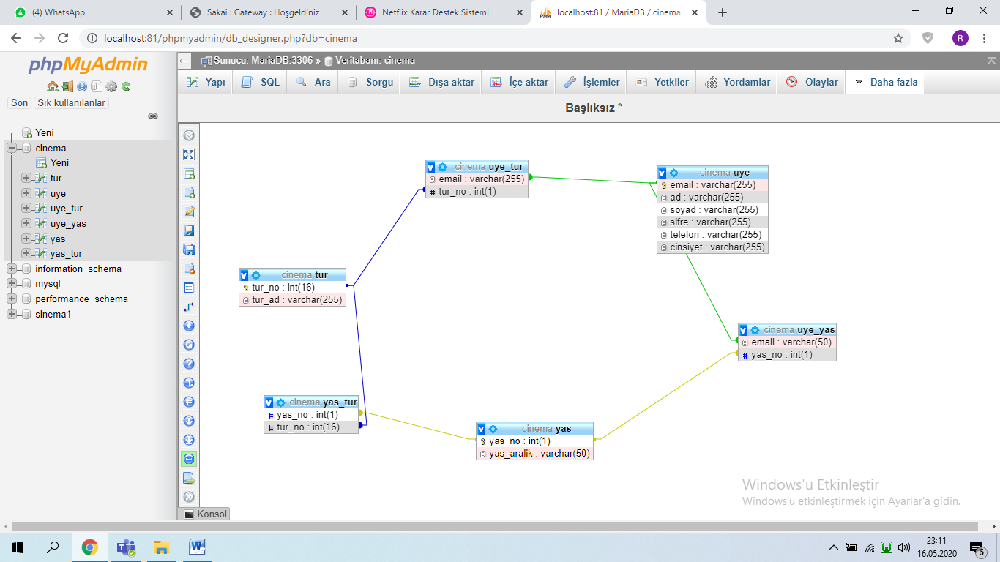 (4) WhatsApp
Sakai : Gateway : Hoşgeldiniz
Netflix Karar Destek Sistemi
localhost:81 / MariaDB / cinema
localhost:81/phpmyadmin/db_designer.php?db=cinema
R
phpMyAdmin
Son
Sık kullanılanlar
Yeni
cinema
Yeni
tur
uye
uye_tur
uye_yas
yas
yas_tur
information_schema
mysql
performance_schema
sinema1
Sunucu: MariaDB:3306 » Veritabanı: cinema
Yapı
SQL
Ara
Sorgu
Dışa aktar
İçe aktar
İşlemler
Yetkiler
Yordamlar
Olaylar
Daha fazla
Başlıksız *
v cinema uye_tur
email : varchar(255)
# tur_no : int(1)
v cinema uye
email : varchar(255)
ad : varchar(255)
soyad : varchar(255)
sifre : varchar(255)
telefon : varchar(255)
cinsiyet : varchar(255)
v cinema tur
tur_no : int(16)
tur_ad : varchar(255)
v cinema uye_yas
email : varchar(50)
# yas_no : int(1)
v cinema yas_tur
# yas_no : int(1)
# tur_no : int(16)
v cinema yas
yas_no : int(1)
yas_aralik : varchar(50)
Windows'u Etkinleştir
Windows'u etkinleştirmek için Ayarlar'a gidin.
Konsol
23:11
16.05.2020
6